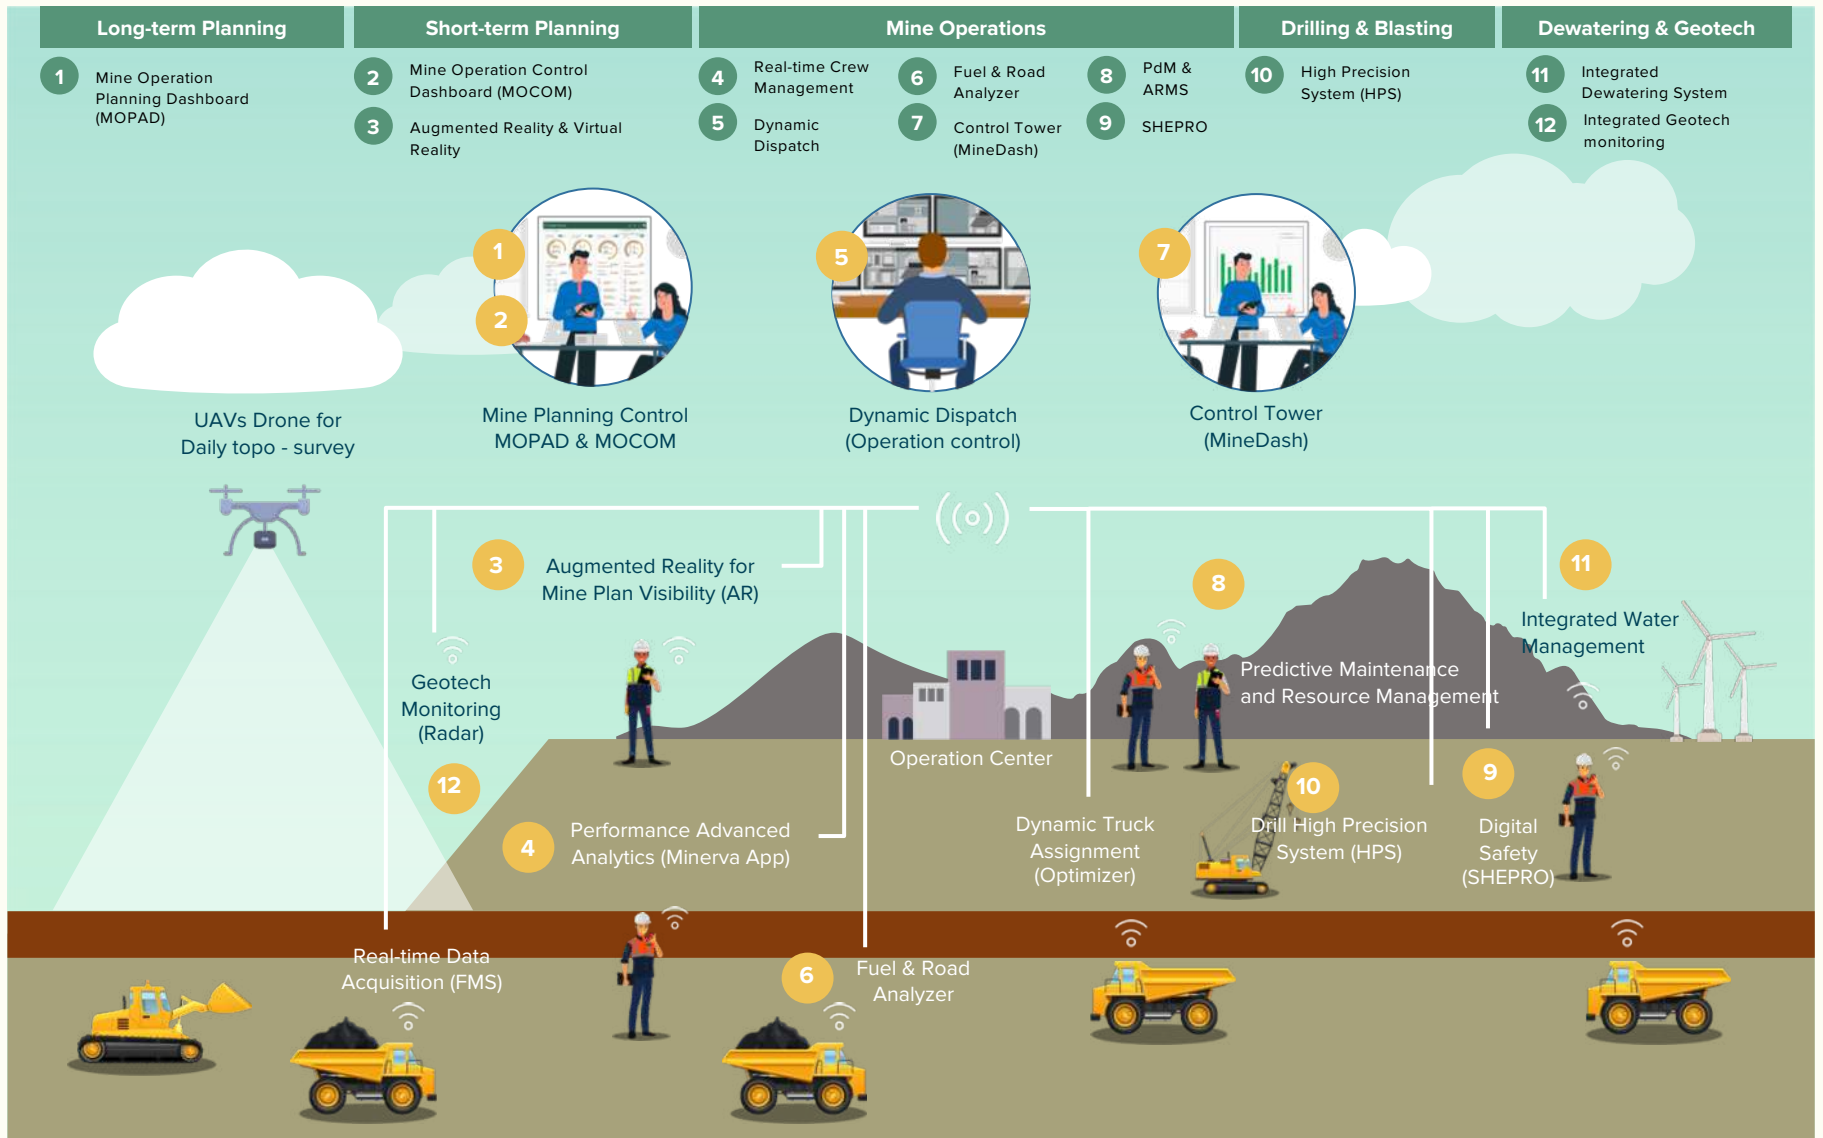 Long-term Planning
Short-term Planning
Mine Operations
Drilling & Blasting
Dewatering & Geotech
1
Mine Operation
Planning Dashboard
(MOPAD)
2
Mine Operation Control
Dashboard (MOCOM)
3
Augmented Reality & Virtual
Reality
4
Real-time Crew
Management
5
Dynamic
Dispatch
6
Fuel & Road
Analyzer
7
Control Tower
(MineDash)
8
PdM &
ARMS
9
SHEPRO
10
High Precision
System (HPS)
11
Integrated
Dewatering System
12
Integrated Geotech
monitoring
1
2
5
7
UAVs Drone for
Daily topo - survey
Mine Planning Control
MOPAD & MOCOM
Dynamic Dispatch
(Operation control)
Control Tower
(MineDash)
3
Augmented Reality for
Mine Plan Visibility (AR)
8
11
Integrated Water
Management
Geotech
Monitoring
(Radar)
12
Predictive Maintenance
and Resource Management
Operation Center
4
Performance Advanced
Analytics (Minerva App)
Dynamic Truck
Assignment
(Optimizer)
10
Drill High Precision
System (HPS)
9
Digital
Safety
(SHEPRO)
Real-time Data
Acquisition (FMS)
6
Fuel & Road
Analyzer